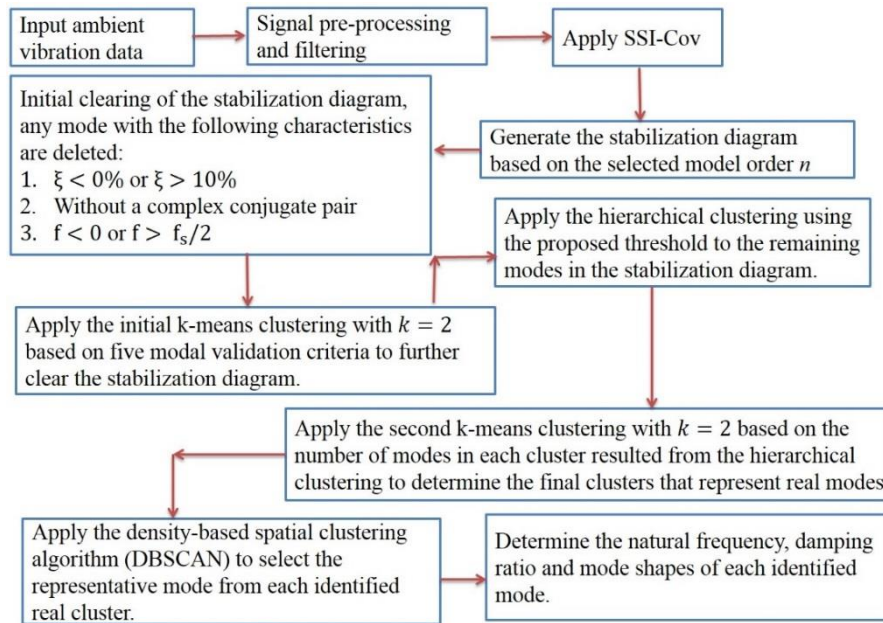 Input ambient
vibration data
Signal pre-processing
and filtering
Apply SSI-Cov
Generate the stabilization diagram
based on the selected model order n
Initial clearing of the stabilization diagram,
any mode with the following characteristics
are deleted:
1. ξ < 0% or ξ > 10%
2. Without a complex conjugate pair
3. f < 0 or f > fₛ/2
Apply the initial k-means clustering with k = 2
based on five modal validation criteria to further
clear the stabilization diagram.
Apply the hierarchical clustering using
the proposed threshold to the remaining
modes in the stabilization diagram.
Apply the second k-means clustering with k = 2 based on the
number of modes in each cluster resulted from the hierarchical
clustering to determine the final clusters that represent real modes
Apply the density-based spatial clustering
algorithm (DBSCAN) to select the
representative mode from each identified
real cluster.
Determine the natural frequency, damping
ratio and mode shapes of each identified
mode.